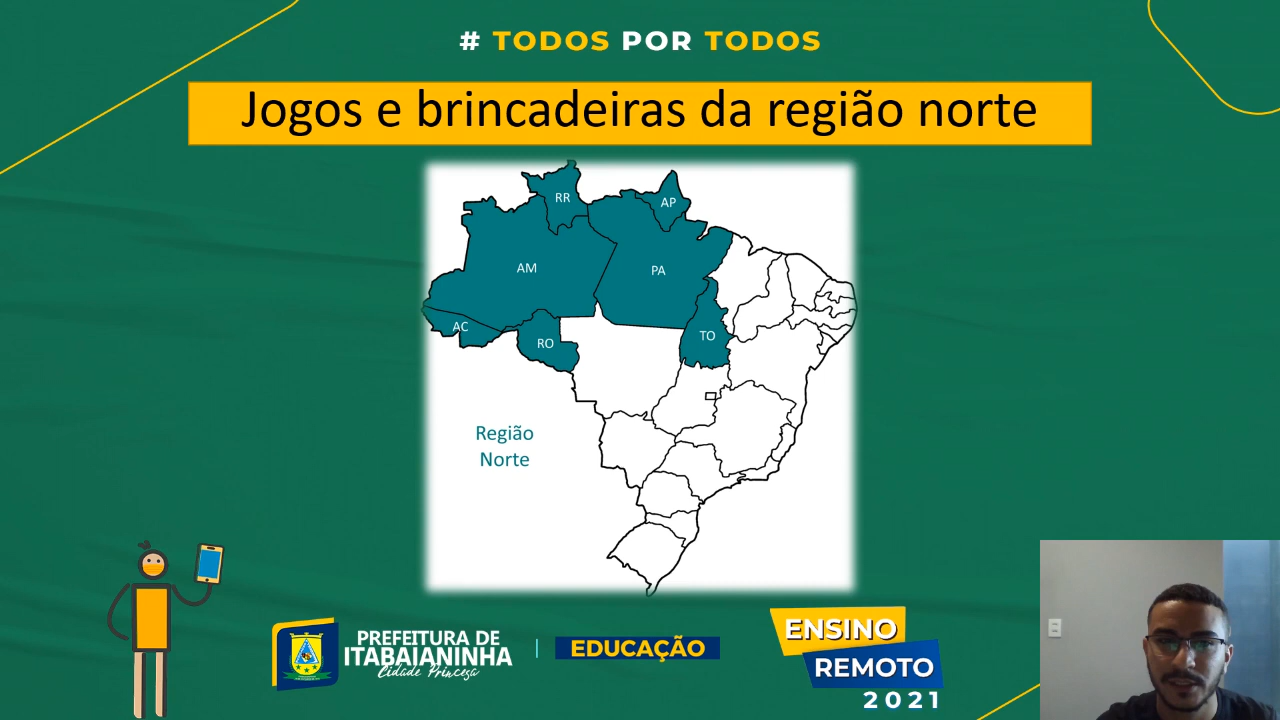 # TODOS POR TODOS
Jogos e brincadeiras da região norte
RR
AP
AM
PA
AC
RO
TO
Região
Norte
PREFEITURA DE
ITABAIANINHA
Cidade Princesa
EDUCAÇÃO
ENSINO
REMOTO
2021